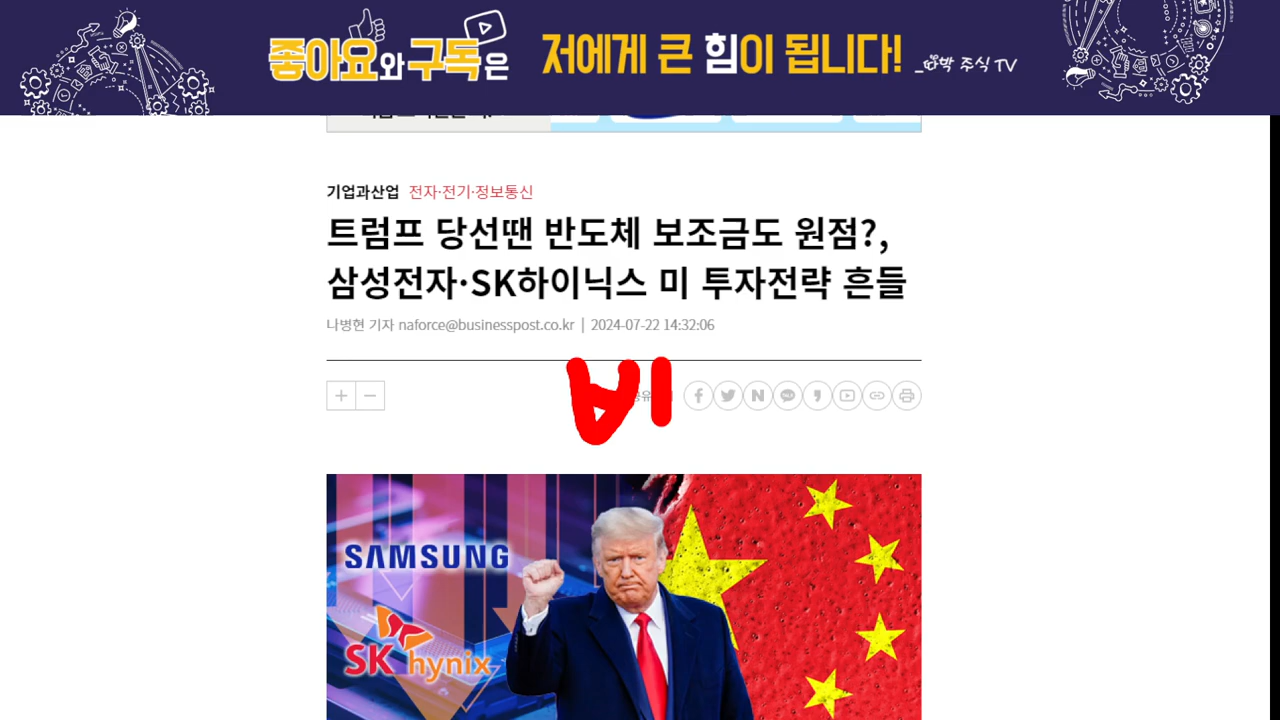 좋아요와 구독은 저에게 큰 힘이 됩니다!
박 주식 TV
기업과산업 전자·전기·정보통신
트럼프 당선땐 반도체 보조금도 원점?,
삼성전자·SK하이닉스 미 투자전략 흔들
나병현 기자 naforce@businesspost.co.kr | 2024-07-22 14:32:06
비
SAMSUNG
SK hynix